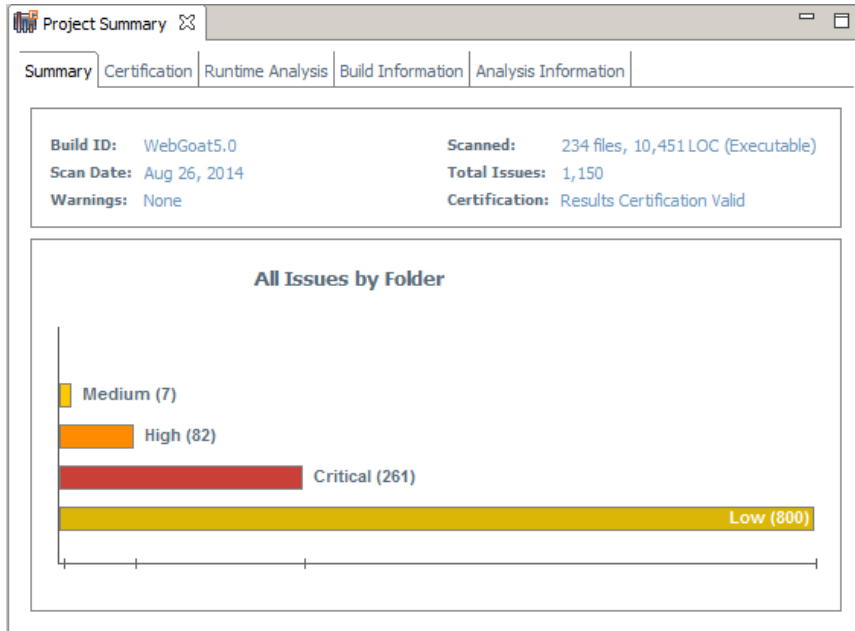 Project Summary
Summary Certification Runtime Analysis Build Information Analysis Information
Build ID: WebGoat5.0 Scanned: 234 files, 10,451 LOC (Executable)
Scan Date: Aug 26, 2014 Total Issues: 1,150
Warnings: None Certification: Results Certification Valid
All Issues by Folder
Medium (7)
High (82)
Critical (261)
Low (800)